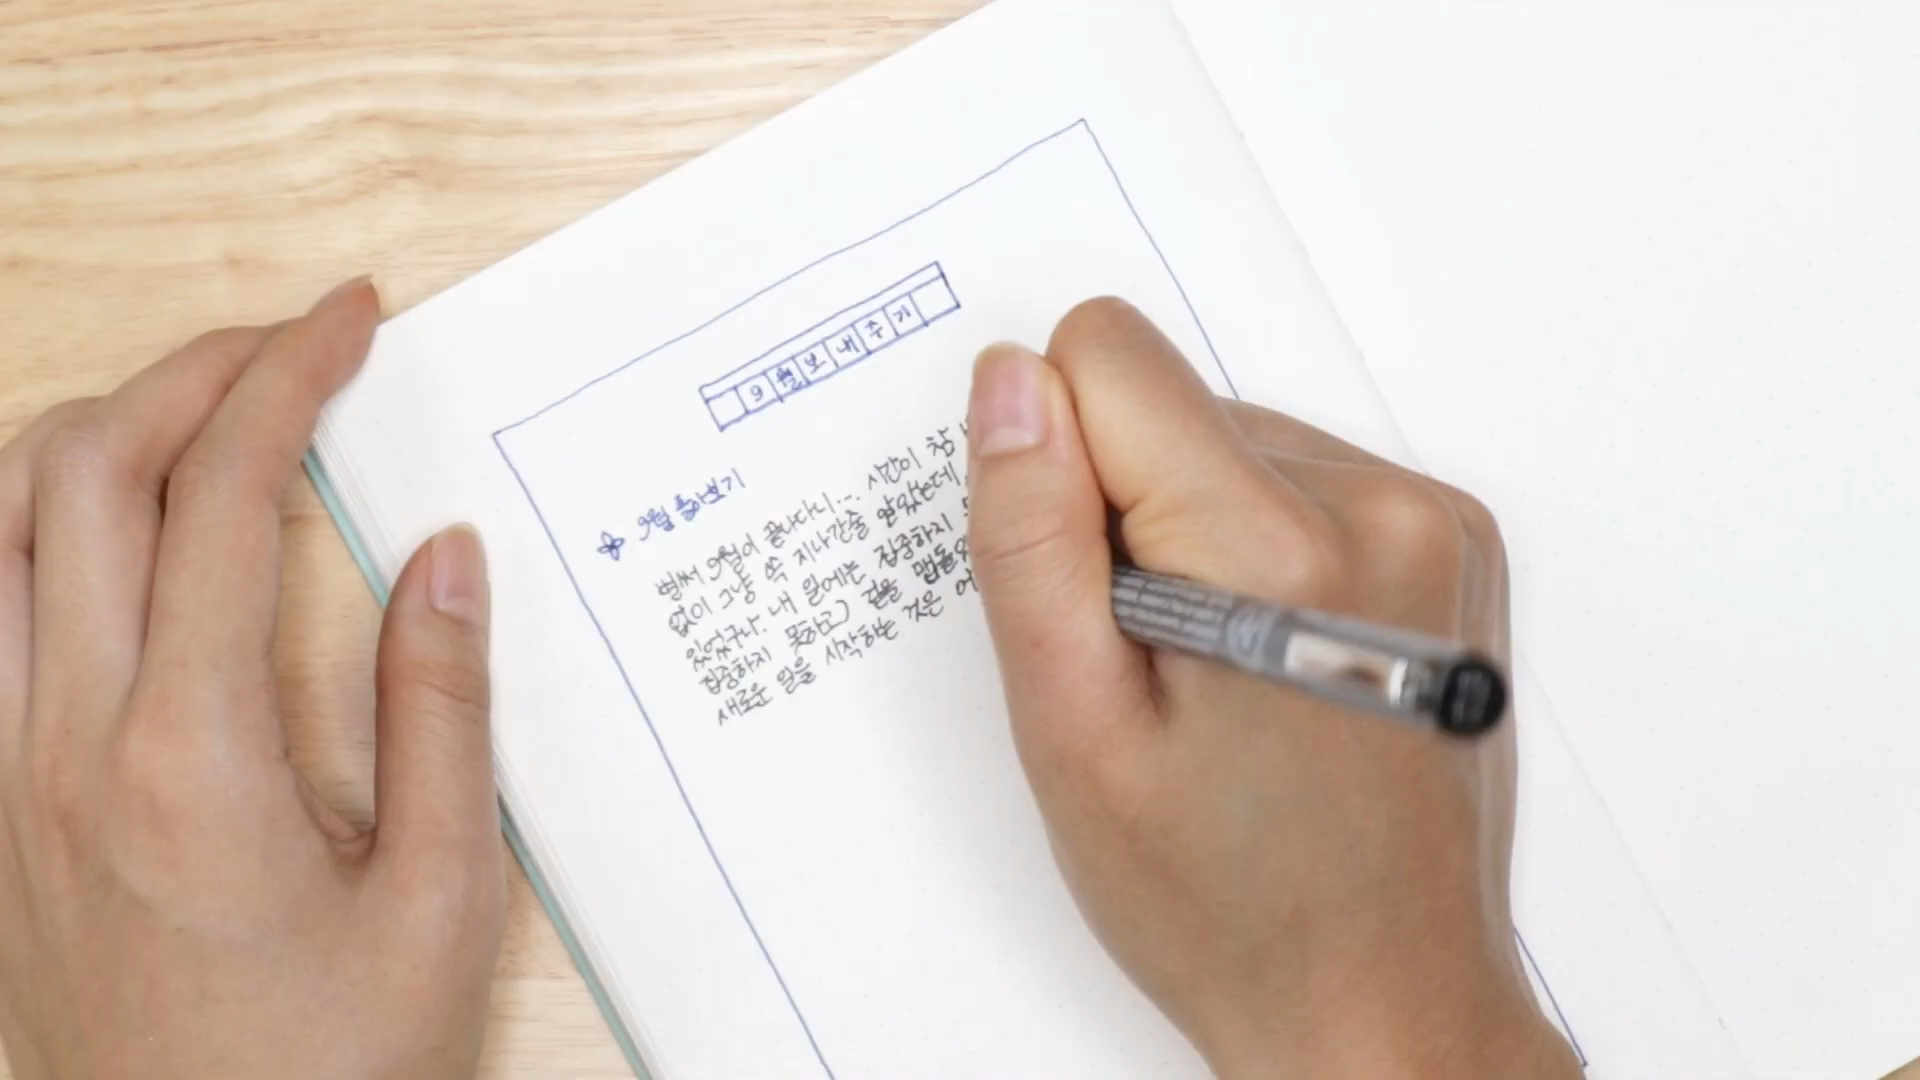 9월보내주기
9월 돌아보기
벌써 9월이 끝나다니... 시간이 참
없이 그냥 쏙 지나간줄 알았는데
있었구나. 내 일에는 집중하지
집중하지 못하고) 길을 맴돌았
새로운 일을 시작하는 것은 어